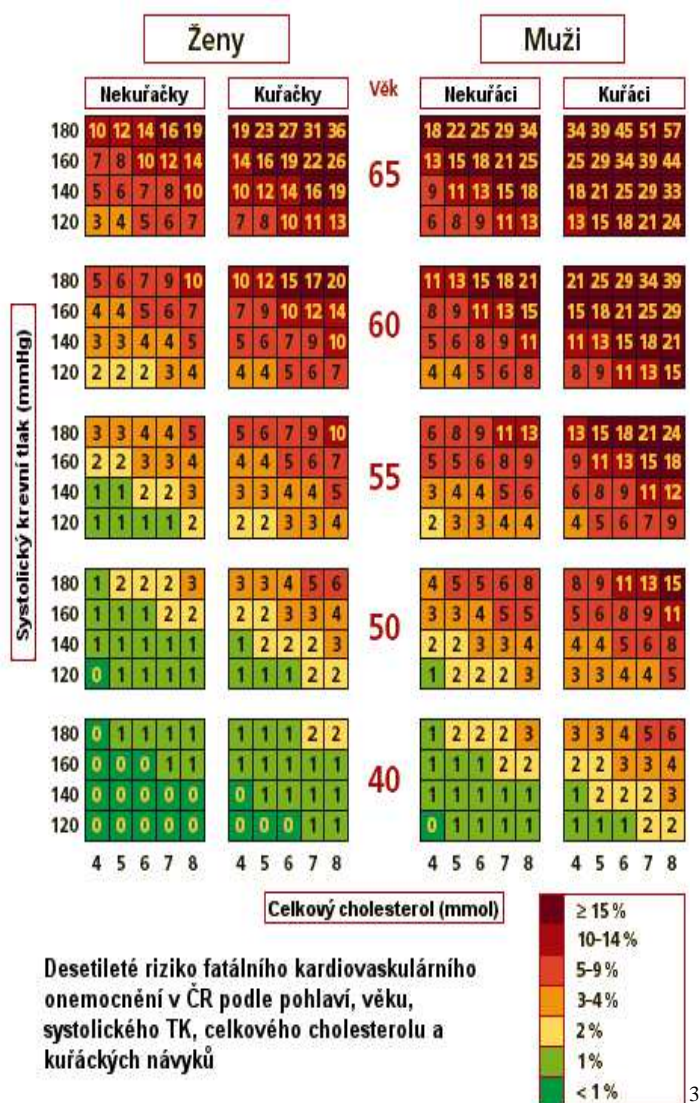 Ženy Muži
Nekuřačky Kuřačky Věk Nekuřáci Kuřáci
180 10 12 14 16 19 19 23 27 31 36 18 22 25 29 34 34 39 45 51 57
160 7 8 10 12 14 14 16 19 22 26 13 15 18 21 25 25 29 34 39 44
65
140 5 6 7 8 10 10 12 14 16 19 9 11 13 15 18 18 21 25 29 33
120 3 4 5 6 7 7 8 10 11 13 6 8 9 11 13 13 15 18 21 24
180 5 6 7 9 10 10 12 15 17 20 11 13 15 18 21 21 25 29 34 39
160 4 4 5 6 7 7 9 10 12 14 8 9 11 13 15 15 18 21 25 29
60
140 3 3 4 4 5 5 6 7 9 10 5 6 8 9 11 11 13 15 18 21
120 2 2 2 3 4 4 4 5 6 7 4 4 5 6 8 8 9 11 13 15
Systolický krevní tlak (mmHg)
180 3 3 4 4 5 5 6 7 9 10 6 8 9 11 13 13 15 18 21 24
160 2 2 3 3 4 4 4 5 6 7 5 5 6 8 9 9 11 13 15 18
55
140 1 1 2 2 3 3 3 4 4 5 3 4 4 5 6 6 8 9 11 12
120 1 1 1 1 2 2 2 3 3 4 2 3 3 4 4 4 5 6 7 9
180 1 2 2 2 3 3 3 4 5 6 4 5 5 6 8 8 9 11 13 15
160 1 1 1 2 2 2 2 3 3 4 3 3 4 5 5 5 6 8 9 11
50
140 1 1 1 1 1 1 2 2 2 3 2 2 3 3 4 4 4 5 6 8
120 0 1 1 1 1 1 1 1 2 2 1 2 2 2 3 3 3 4 4 5
180 0 1 1 1 1 1 1 1 2 2 1 2 2 2 3 3 3 4 5 6
160 0 0 0 1 1 1 1 1 1 1 1 1 1 2 2 2 2 3 3 4
40
140 0 0 0 0 0 0 1 1 1 1 1 1 1 1 1 1 2 2 2 3
120 0 0 0 0 0 0 0 0 1 1 0 1 1 1 1 1 1 1 2 2
4 5 6 7 8 4 5 6 7 8 4 5 6 7 8 4 5 6 7 8
Celkový cholesterol (mmol)
≥ 15 %
10–14 %
5–9 %
3–4 %
2 %
1 %
< 1 %
Desetileté riziko fatálního kardiovaskulárního
onemocnění v ČR podle pohlaví, věku,
systolického TK, celkového cholesterolu a
kuřáckých návyků
3